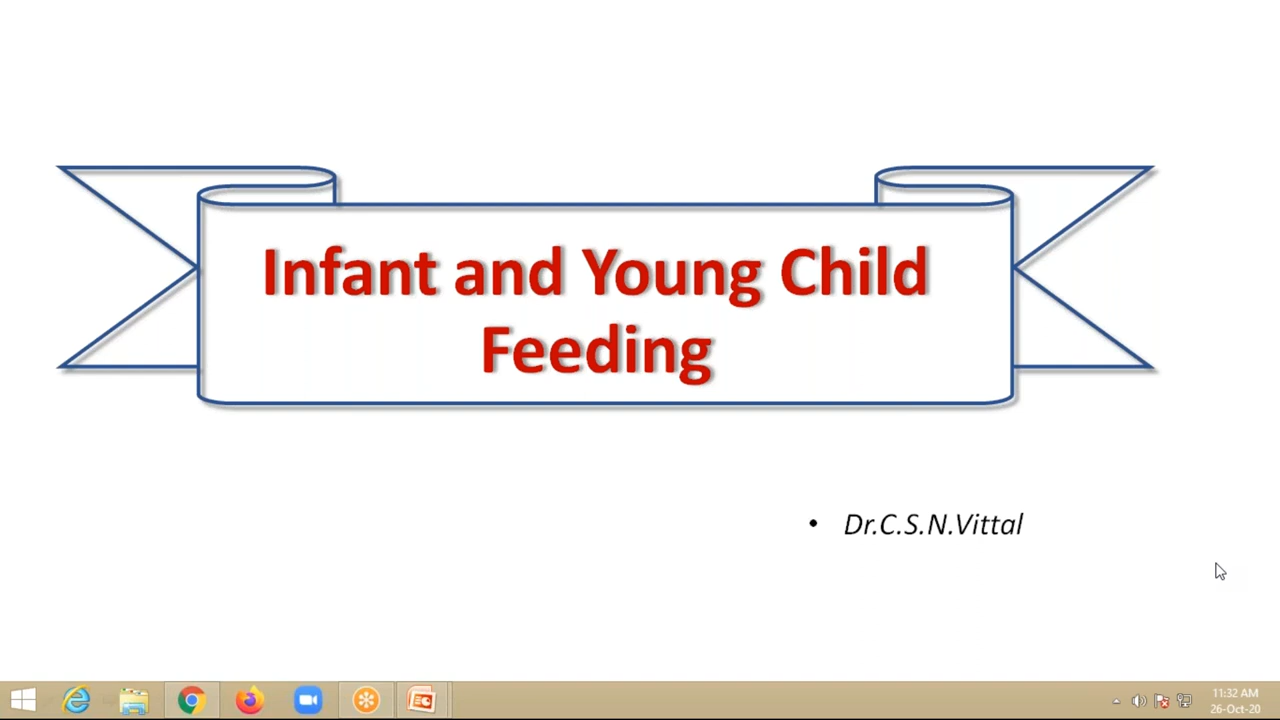 Infant and Young Child
Feeding
• Dr.C.S.N.Vittal
11:32 AM
26-Oct-20